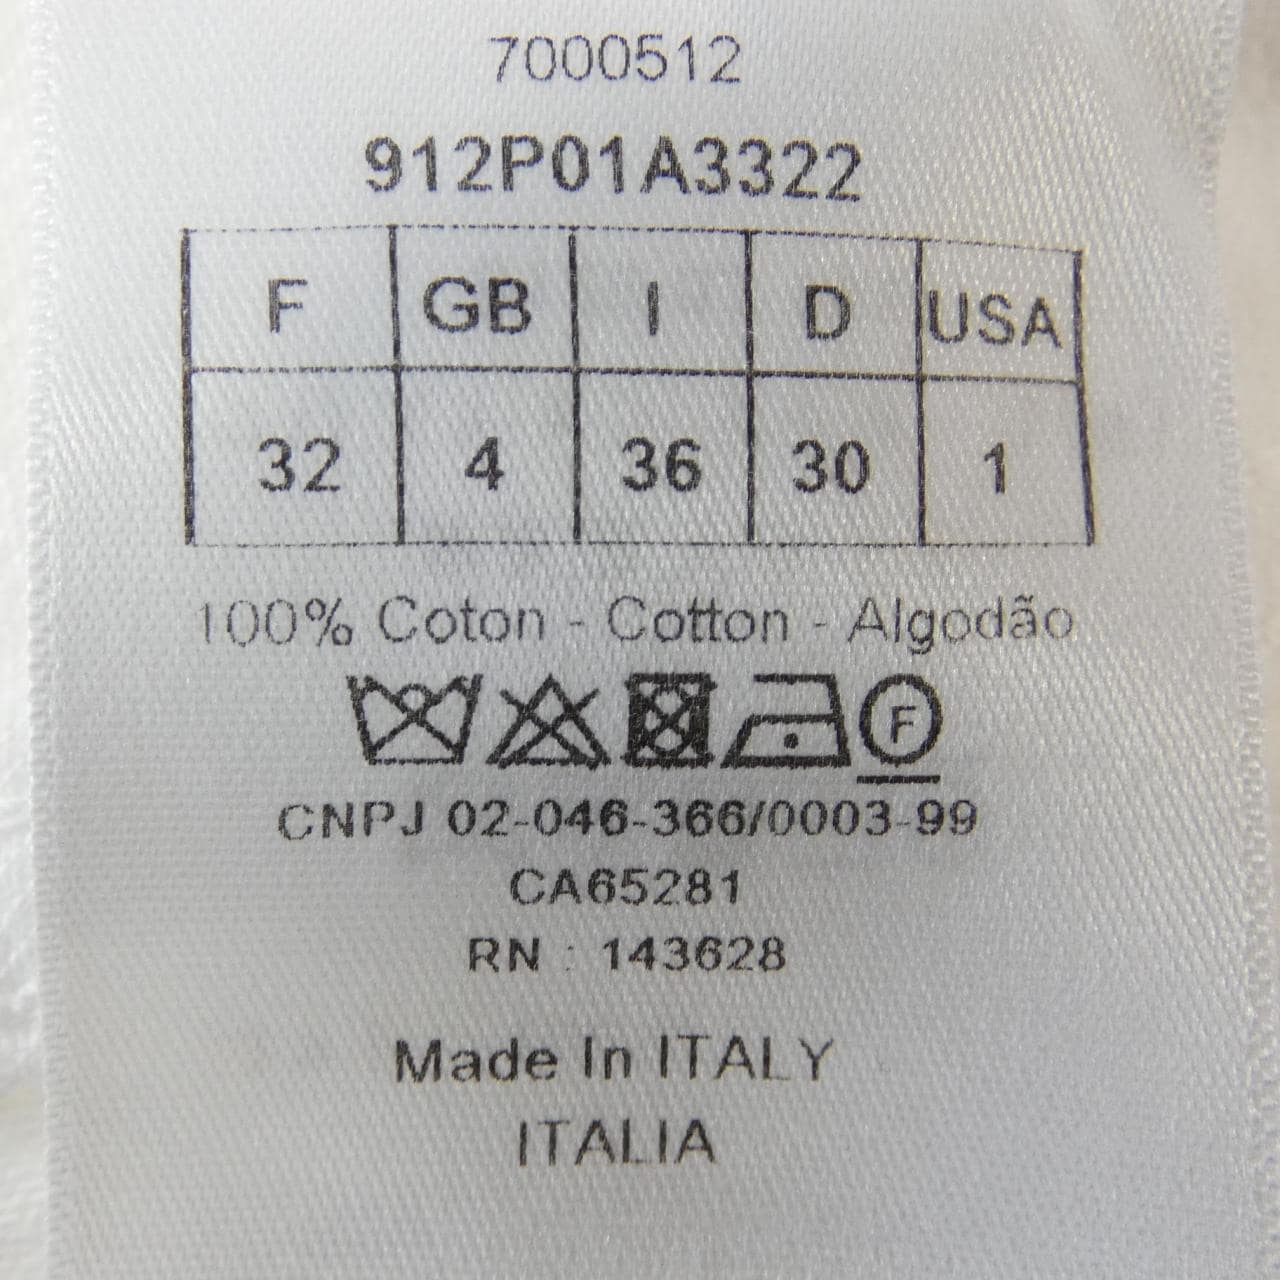 7000512
912P01A3322
F GB I D USA
32 4 36 30 1
100% Coton - Cotton - Algodão
F
CNPJ 02-046-366/0003-99
CA65281
RN : 143628
Made In ITALY
ITALIA